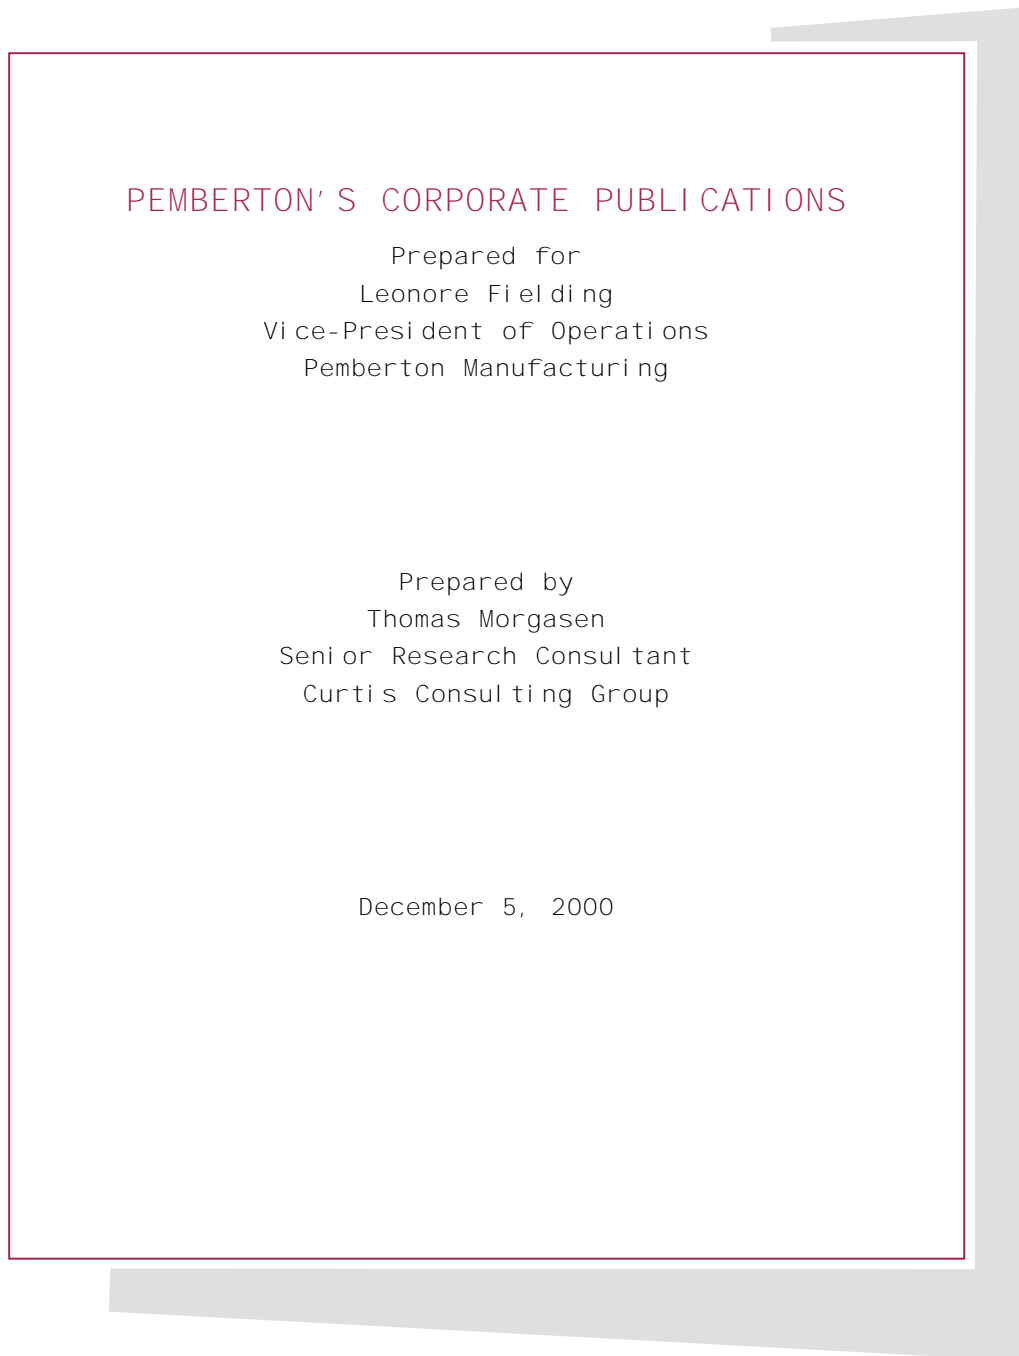 PEMBERTON'S CORPORATE PUBLICATIONS
Prepared for
Leonore Fielding
Vice-President of Operations
Pemberton Manufacturing
Prepared by
Thomas Morgasen
Senior Research Consultant
Curtis Consulting Group
December 5, 2000